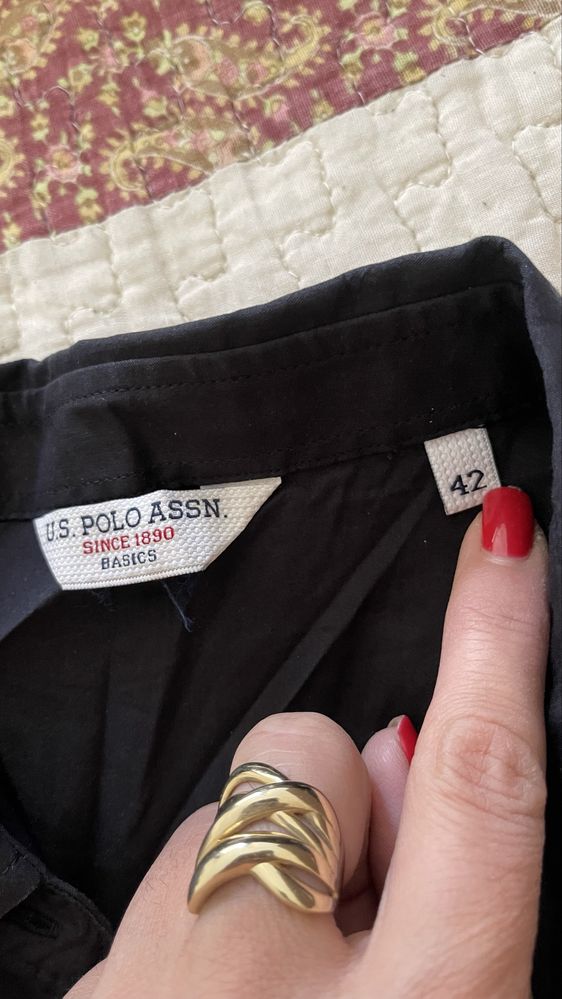 U.S. POLO ASSN.
SINCE 1890
BASICS
42